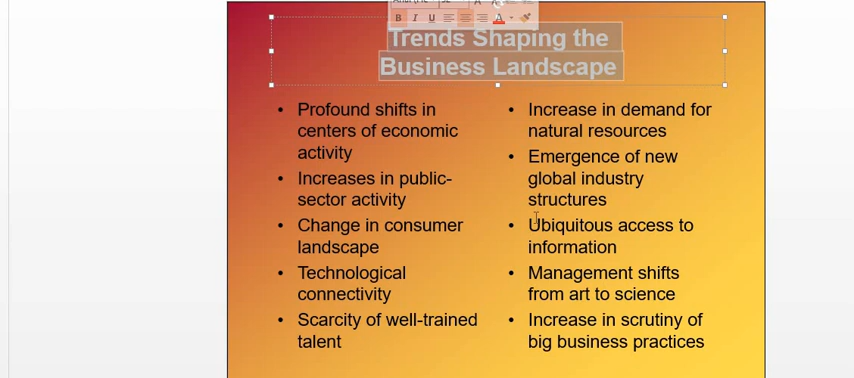 B I U A
Trends Shaping the
Business Landscape
• Profound shifts in
centers of economic
activity
• Increases in public-
sector activity
• Change in consumer
landscape
• Technological
connectivity
• Scarcity of well-trained
talent
• Increase in demand for
natural resources
• Emergence of new
global industry
structures
• Ubiquitous access to
information
• Management shifts
from art to science
• Increase in scrutiny of
big business practices